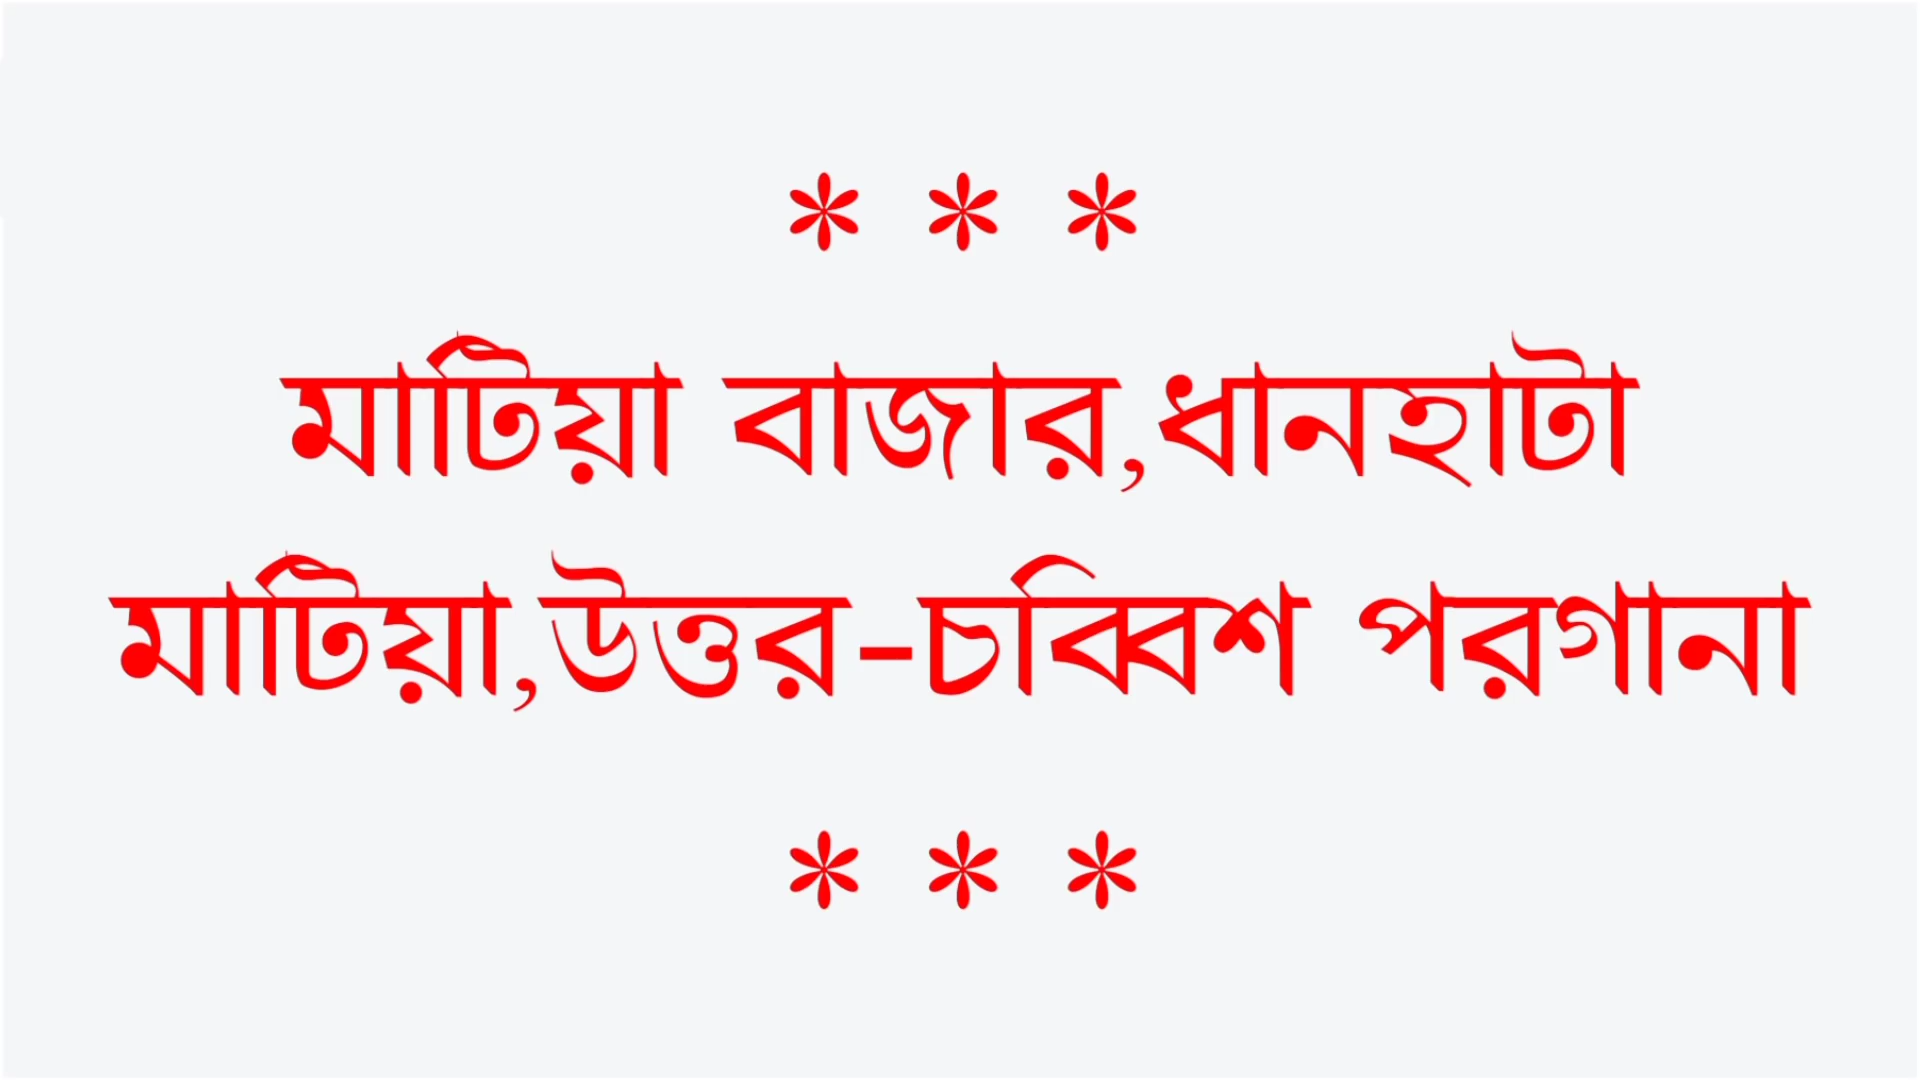 * * *
মাটিয়া বাজার,ধানহাটা
মাটিয়া,উত্তর-চব্বিশ পরগানা
* * *